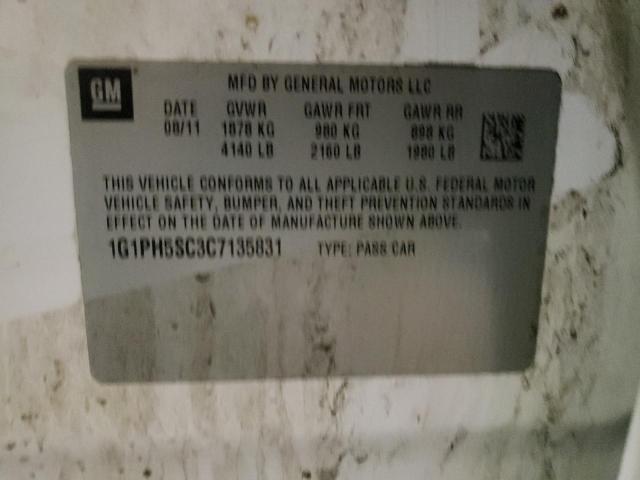 GM
MFD BY GENERAL MOTORS LLC
DATE GVWR GAWR FRT GAWR RR
08/11 1878 KG 980 KG 898 KG
4140 LB 2160 LB 1980 LB
THIS VEHICLE CONFORMS TO ALL APPLICABLE U.S. FEDERAL MOTOR
VEHICLE SAFETY, BUMPER, AND THEFT PREVENTION STANDARDS IN
EFFECT ON THE DATE OF MANUFACTURE SHOWN ABOVE.
1G1PH5SC3C7135831 TYPE: PASS CAR